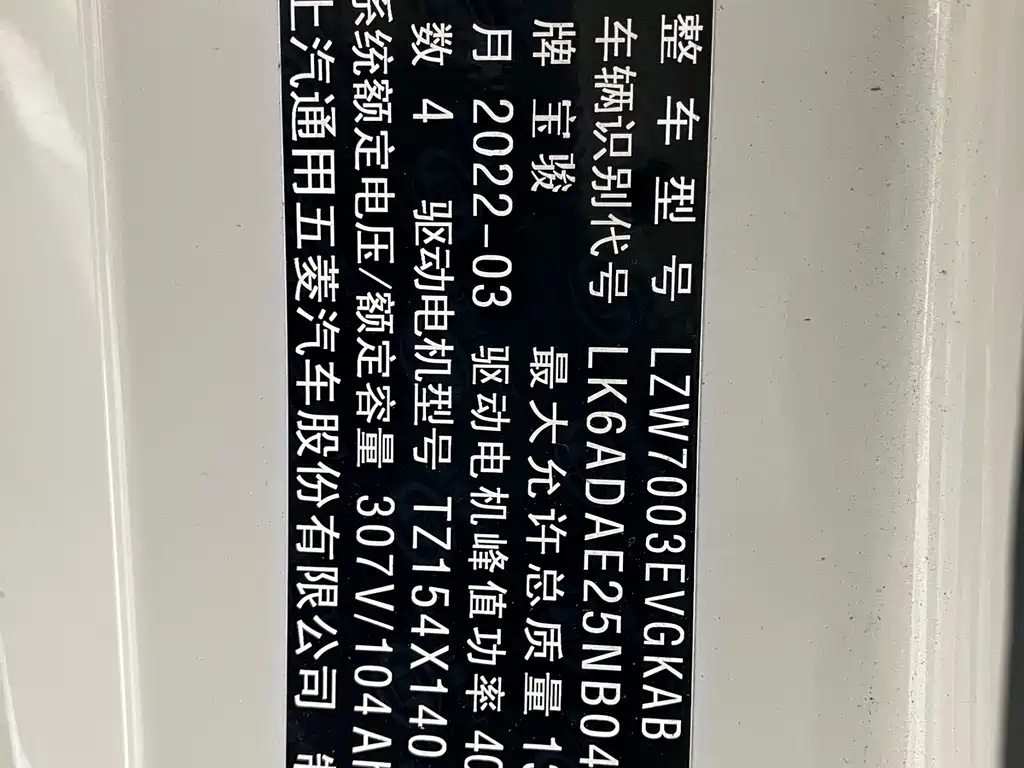 整车型号 LZW7003EVGKAB
车辆识别代号 LK6ADAE25NB04
牌 宝骏 最大允许总质量 1
月 2022-03 驱动电机峰值功率 40
数 4 驱动电机型号 TZ154X140
系统额定电压/额定容量 307V/104A
上汽通用五菱汽车股份有限公司